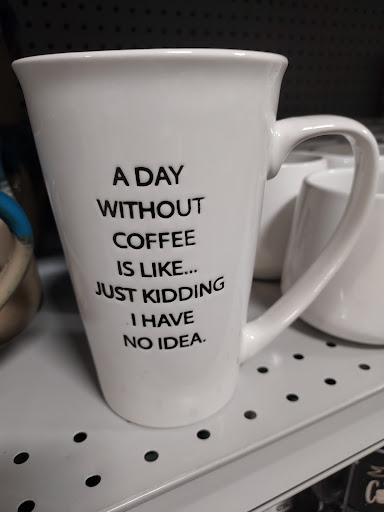 A DAY
WITHOUT
COFFEE
IS LIKE...
JUST KIDDING
I HAVE
NO IDEA.